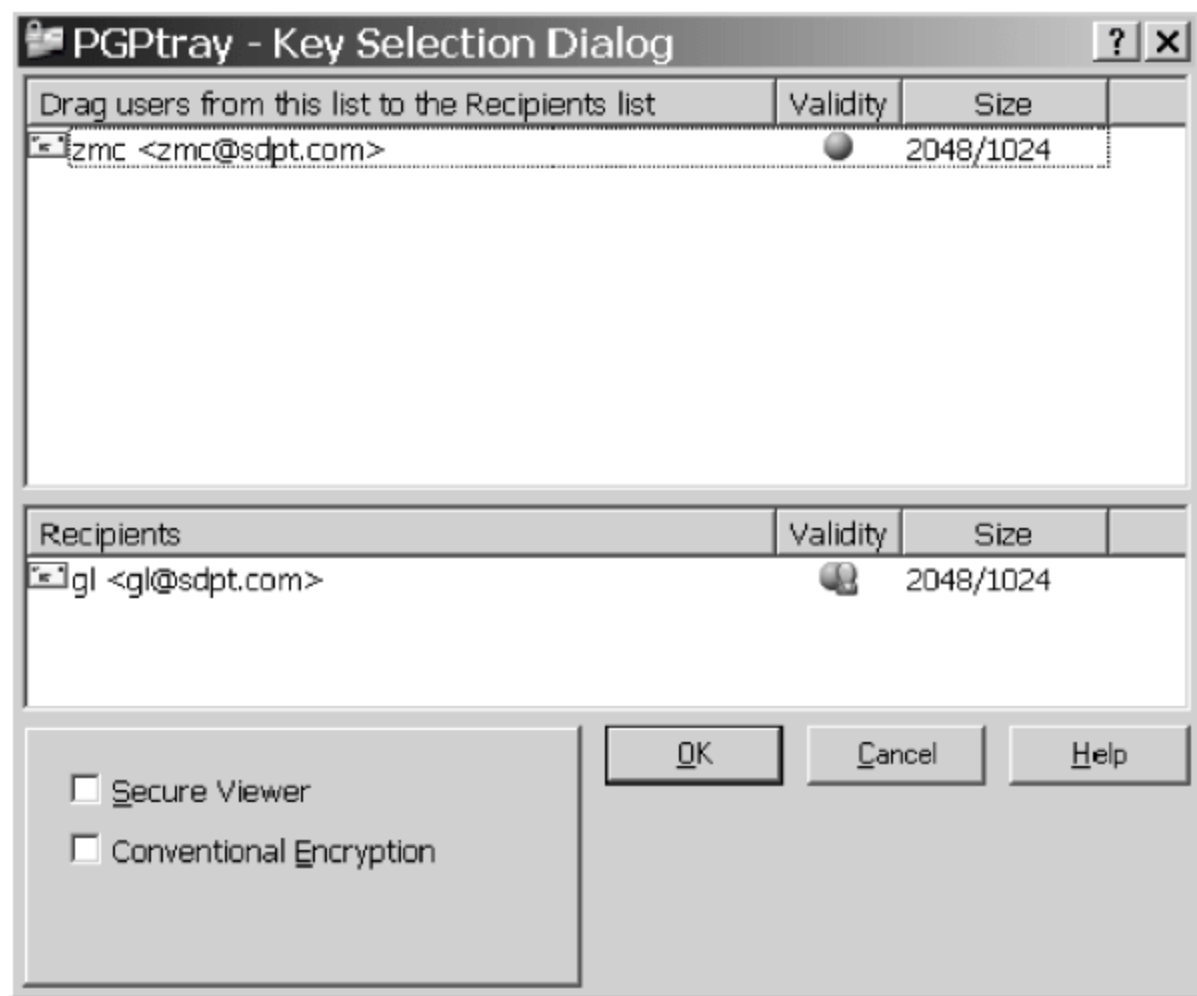 PGPtray - Key Selection Dialog ? X
Drag users from this list to the Recipients list Validity Size
zmc <zmc@sdpt.com> 2048/1024
Recipients Validity Size
gl <gl@sdpt.com> 2048/1024
OK Cancel Help
Secure Viewer
Conventional Encryption